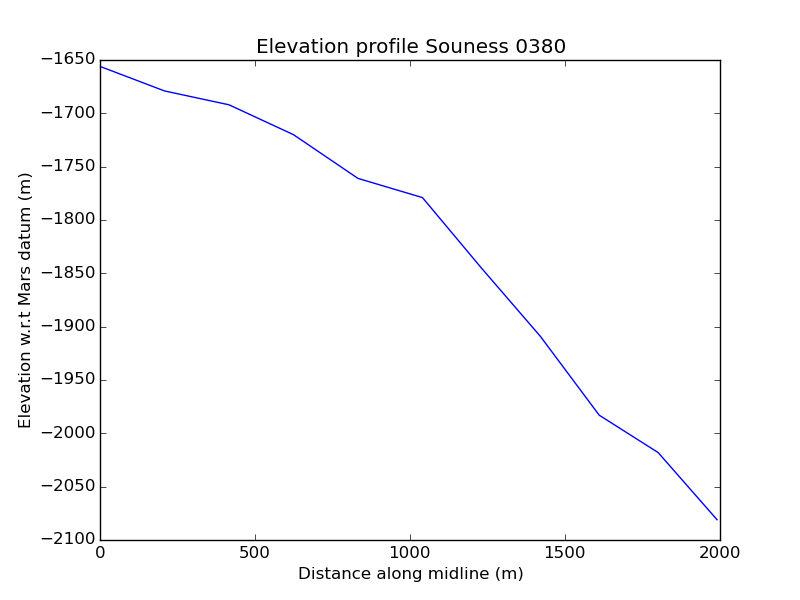 Elevation profile Souness 0380
Elevation w.r.t Mars datum (m)
−1650
−1700
−1750
−1800
−1850
−1900
−1950
−2000
−2050
−2100
0 500 1000 1500 2000
Distance along midline (m)